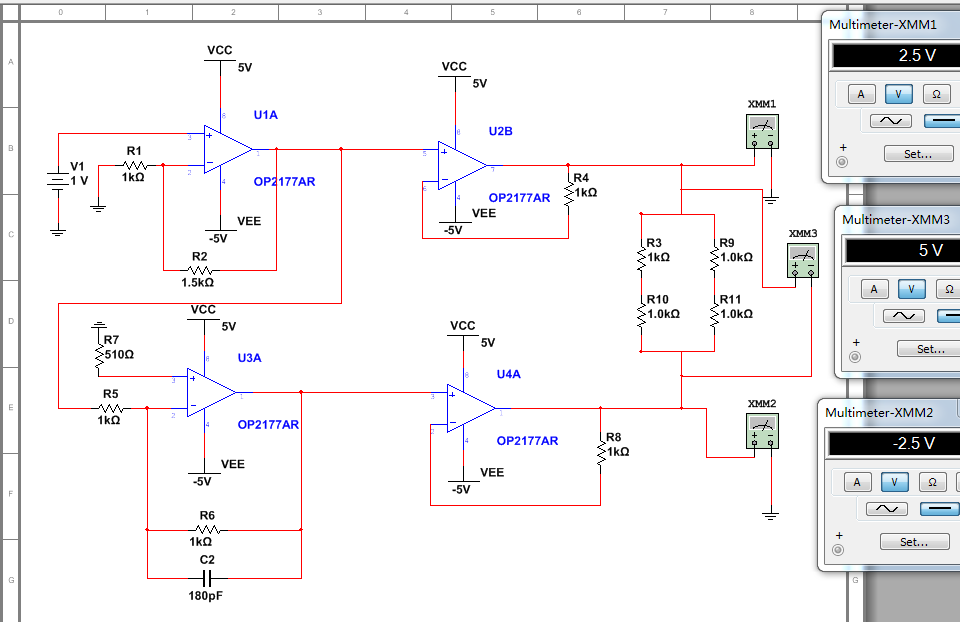 0 1 2 3 4 5 6 7 8
A
B
C
D
E
F
G
G
VCC
5V
U1A
8
3
2
1
4
OP2177AR
VEE
-5V
R1
1kΩ
V1
1 V
R2
1.5kΩ
VCC
5V
U2B
8
5
6
7
4
OP2177AR
VEE
-5V
R4
1kΩ
XMM1
R3
1kΩ
R9
1.0kΩ
R10
1.0kΩ
R11
1.0kΩ
XMM3
VCC
5V
U3A
R7
510Ω
8
3
2
1
4
R5
1kΩ
OP2177AR
VEE
-5V
R6
1kΩ
C2
180pF
VCC
5V
U4A
8
3
2
1
4
OP2177AR
VEE
-5V
R8
1kΩ
XMM2
Multimeter-XMM1
2.5 V
A V Ω
+
Set...
Multimeter-XMM3
5 V
A V Ω
+
Set...
Multimeter-XMM2
-2.5 V
A V Ω
+
Set...